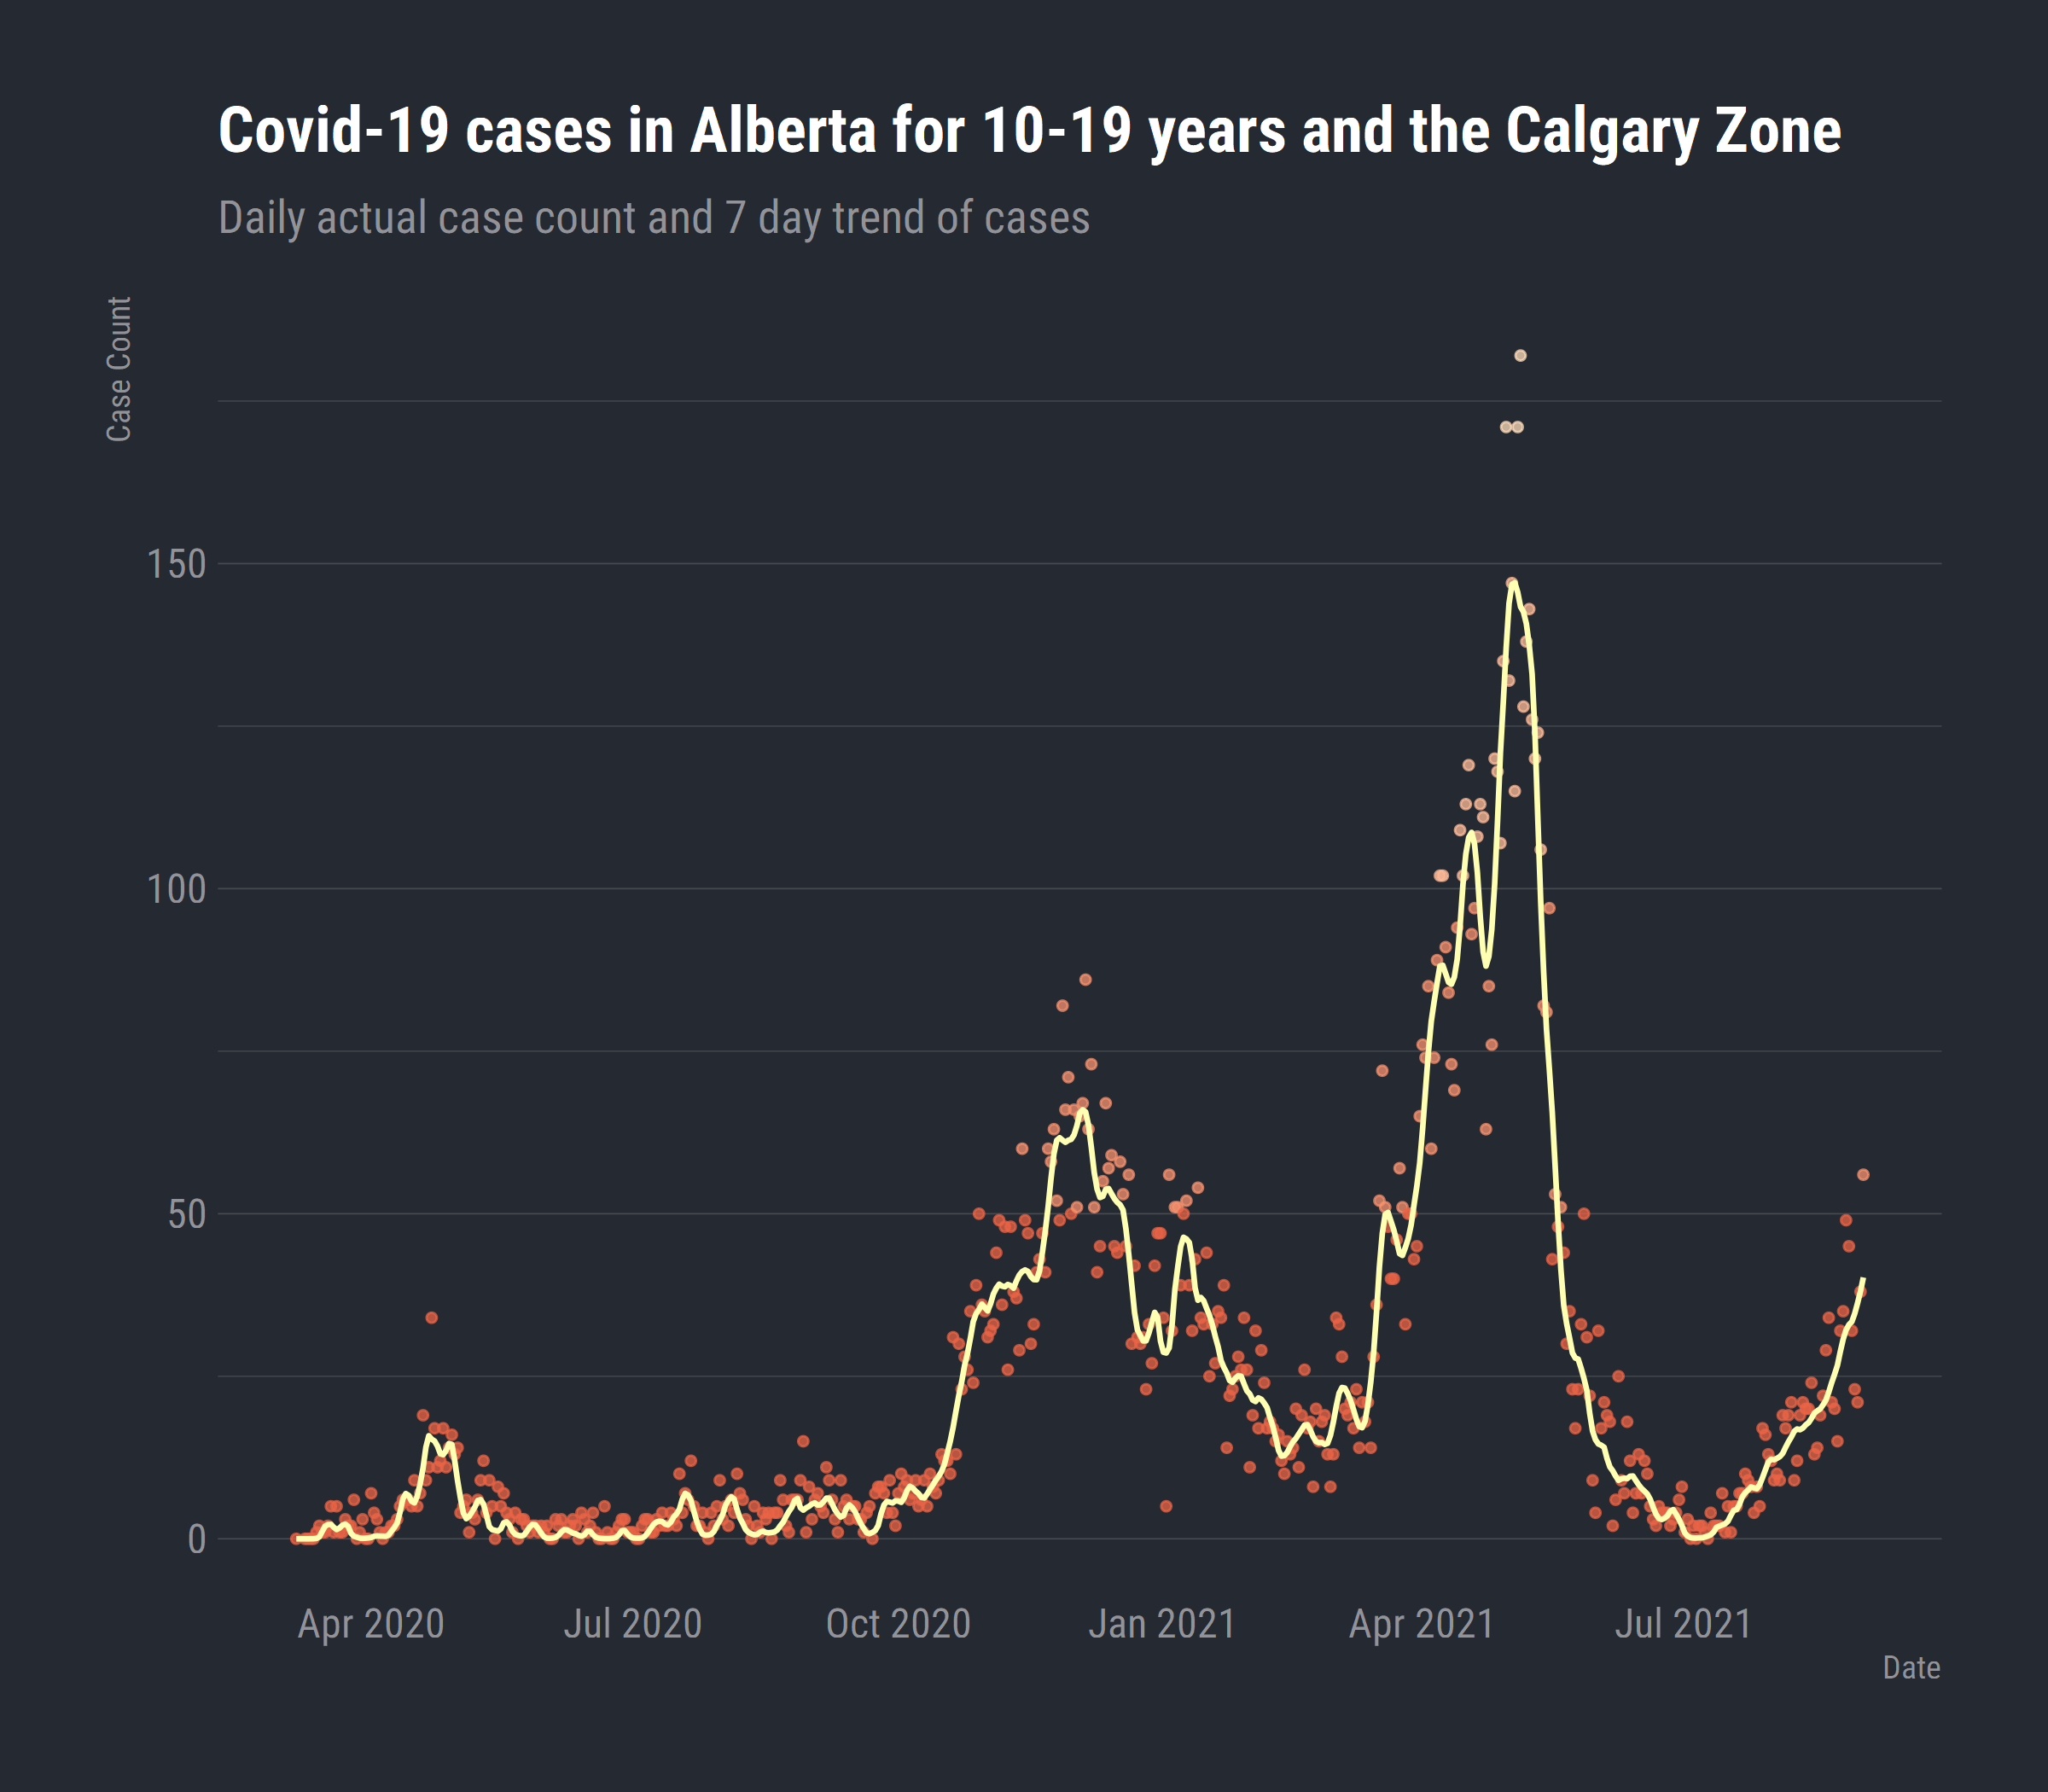 Covid-19 cases in Alberta for 10-19 years and the Calgary Zone
Daily actual case count and 7 day trend of cases
Case Count
150
100
50
0
Apr 2020
Jul 2020
Oct 2020
Jan 2021
Apr 2021
Jul 2021
Date